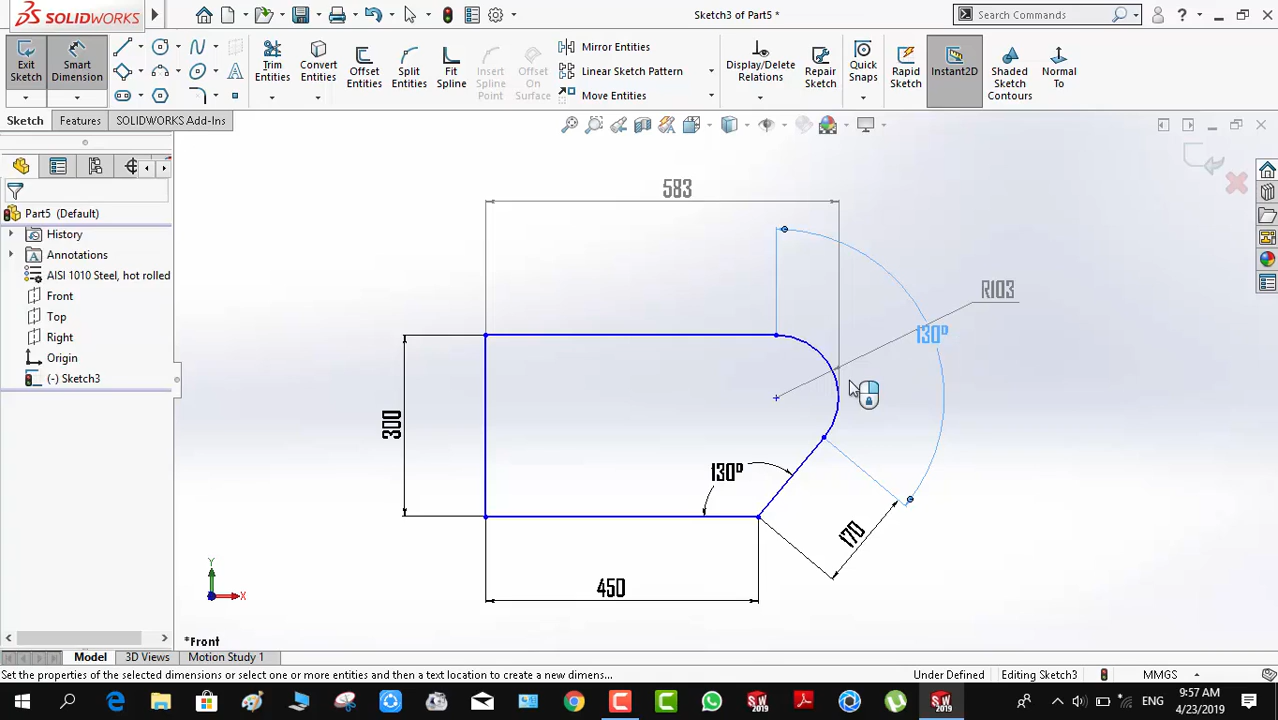 SOLIDWORKS
Sketch3 of Part5 *
Search Commands
?
Exit Sketch
Smart Dimension
Trim Entities
Convert Entities
Offset Entities
Split Entities
Fit Spline
Insert Spline Point
Offset On Surface
Mirror Entities
Linear Sketch Pattern
Move Entities
Display/Delete Relations
Repair Sketch
Quick Snaps
Rapid Sketch
Instant2D
Shaded Sketch Contours
Normal To
Sketch
Features
SOLIDWORKS Add-Ins
Part5 (Default)
History
Annotations
AISI 1010 Steel, hot rolled
Front
Top
Right
Origin
(-) Sketch3
583
R103
130°
300
130°
170
450
Y
X
*Front
Model
3D Views
Motion Study 1
Set the properties of the selected dimensions or select one or more entities and then a text location to create a new dimens...
Under Defined
Editing Sketch3
MMGS
SW 2019
SW 2019
ENG
9:57 AM
4/23/2019